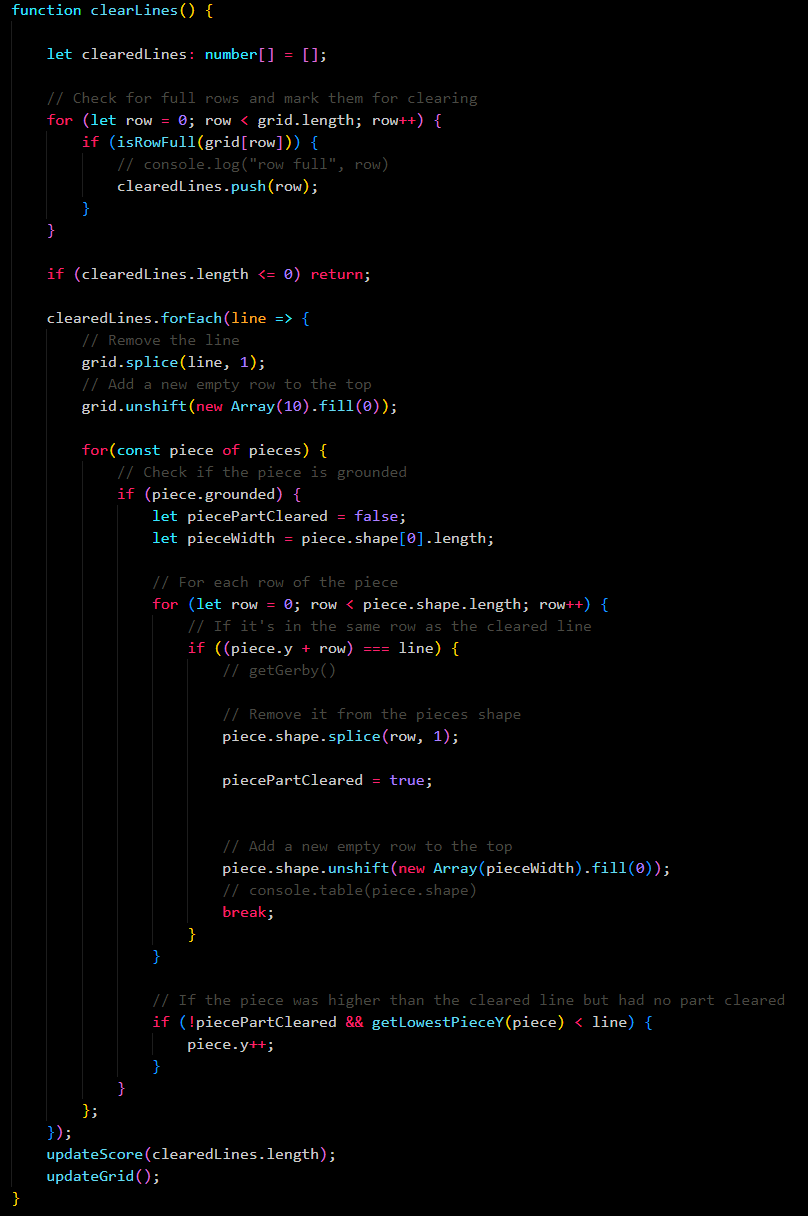 function clearLines() {
let clearedLines: number[] = [];
// Check for full rows and mark them for clearing
for (let row = 0; row < grid.length; row++) {
if (isRowFull(grid[row])) {
// console.log("row full", row)
clearedLines.push(row);
}
}
if (clearedLines.length <= 0) return;
clearedLines.forEach(line => {
// Remove the line
grid.splice(line, 1);
// Add a new empty row to the top
grid.unshift(new Array(10).fill(0));
for(const piece of pieces) {
// Check if the piece is grounded
if (piece.grounded) {
let piecePartCleared = false;
let pieceWidth = piece.shape[0].length;
// For each row of the piece
for (let row = 0; row < piece.shape.length; row++) {
// If it's in the same row as the cleared line
if ((piece.y + row) === line) {
// getGerby()
// Remove it from the pieces shape
piece.shape.splice(row, 1);
piecePartCleared = true;
// Add a new empty row to the top
piece.shape.unshift(new Array(pieceWidth).fill(0));
// console.table(piece.shape)
break;
}
}
// If the piece was higher than the cleared line but had no part cleared
if (!piecePartCleared && getLowestPieceY(piece) < line) {
piece.y++;
}
}
};
});
updateScore(clearedLines.length);
updateGrid();
}